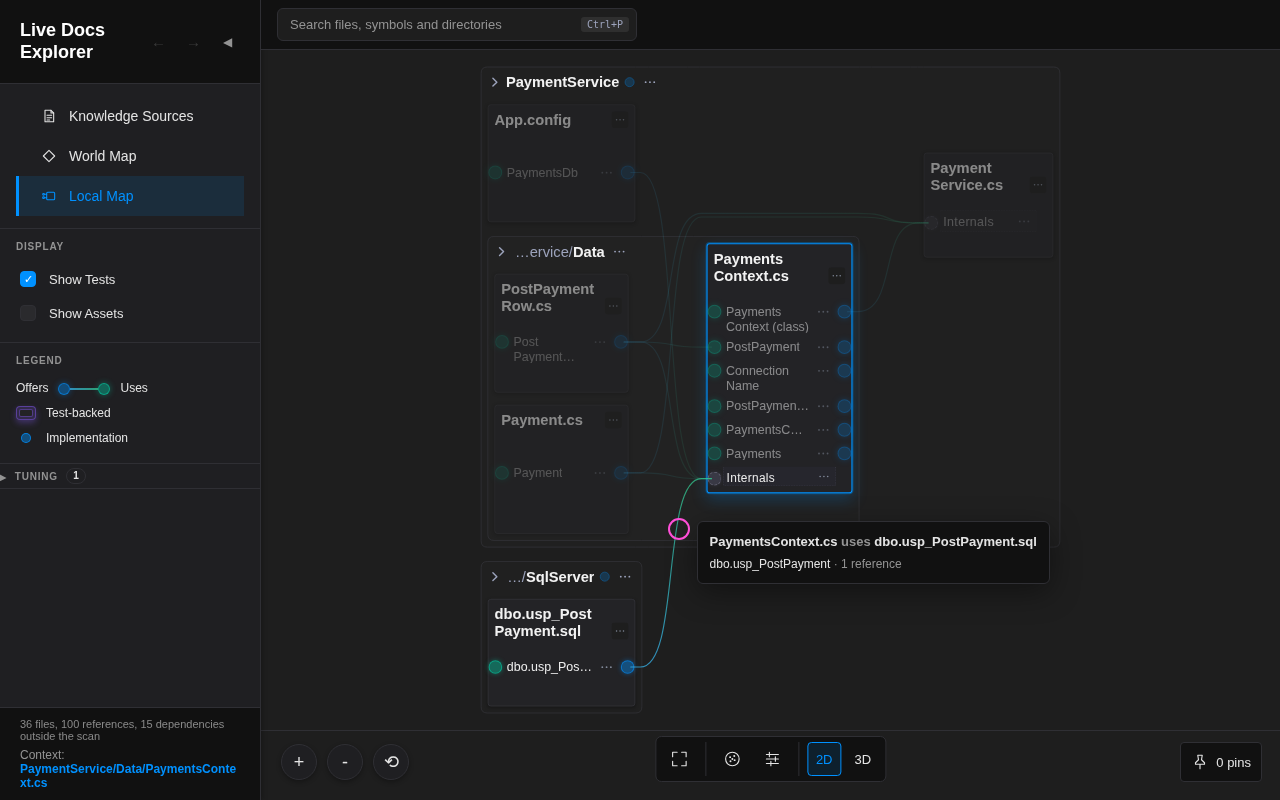 Live Docs
Explorer
Search files, symbols and directories
Ctrl+P
Knowledge Sources
World Map
Local Map
DISPLAY
Show Tests
Show Assets
LEGEND
Offers
Uses
Test-backed
Implementation
TUNING
1
36 files, 100 references, 15 dependencies
outside the scan
Context:
PaymentService/Data/PaymentsConte
xt.cs
PaymentService
App.config
PaymentsDb
Payment
Service.cs
Internals
…ervice/Data
PostPayment
Row.cs
Post
Payment…
Payment.cs
Payment
Payments
Context.cs
Payments
Context (class)
PostPayment
Connection
Name
PostPaymen…
PaymentsC…
Payments
Internals
PaymentsContext.cs uses dbo.usp_PostPayment.sql
dbo.usp_PostPayment · 1 reference
…/SqlServer
dbo.usp_Post
Payment.sql
dbo.usp_Pos…
+
-
2D
3D
0 pins